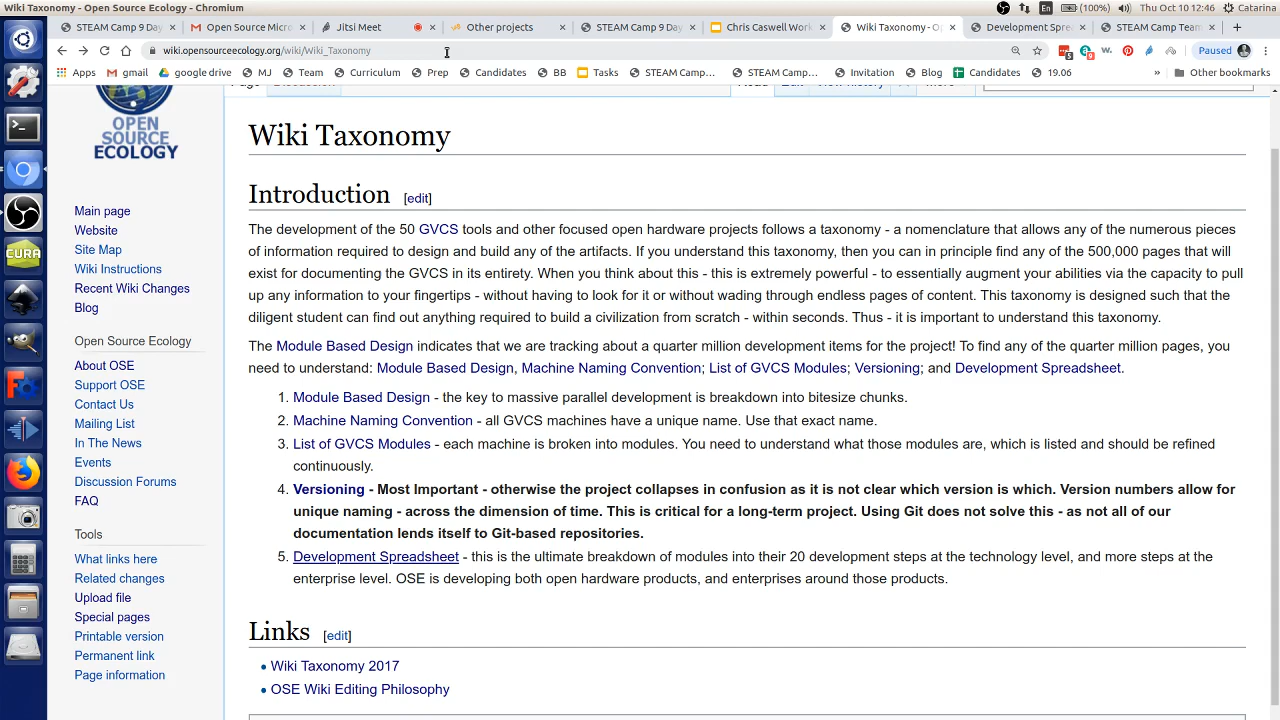 Wiki Taxonomy - Open Source Ecology - Chromium
En (100%) Thu Oct 10 12:46 Catarina
STEAM Camp 9 Day Open Source Micro Jitsi Meet Other projects STEAM Camp 9 Day Chris Caswell Work Wiki Taxonomy - O Development Spre STEAM Camp Team
wiki.opensourceecology.org/wiki/Wiki_Taxonomy Paused
Apps gmail google drive MJ Team Curriculum Prep Candidates BB Tasks STEAM Camp... STEAM Camp... Invitation Blog Candidates 19.06 » Other bookmarks
OPEN
SOURCE
ECOLOGY
Main page
Website
Site Map
Wiki Instructions
Recent Wiki Changes
Blog
Open Source Ecology
About OSE
Support OSE
Contact Us
Mailing List
In The News
Events
Discussion Forums
FAQ
Tools
What links here
Related changes
Upload file
Special pages
Printable version
Permanent link
Page information
CURA
Wiki Taxonomy
Introduction [edit]
The development of the 50 GVCS tools and other focused open hardware projects follows a taxonomy - a nomenclature that allows any of the numerous pieces
of information required to design and build any of the artifacts. If you understand this taxonomy, then you can in principle find any of the 500,000 pages that will
exist for documenting the GVCS in its entirety. When you think about this - this is extremely powerful - to essentially augment your abilities via the capacity to pull
up any information to your fingertips - without having to look for it or without wading through endless pages of content. This taxonomy is designed such that the
diligent student can find out anything required to build a civilization from scratch - within seconds. Thus - it is important to understand this taxonomy.
The Module Based Design indicates that we are tracking about a quarter million development items for the project! To find any of the quarter million pages, you
need to understand: Module Based Design, Machine Naming Convention; List of GVCS Modules; Versioning; and Development Spreadsheet.
1. Module Based Design - the key to massive parallel development is breakdown into bitesize chunks.
2. Machine Naming Convention - all GVCS machines have a unique name. Use that exact name.
3. List of GVCS Modules - each machine is broken into modules. You need to understand what those modules are, which is listed and should be refined
continuously.
4. Versioning - Most Important - otherwise the project collapses in confusion as it is not clear which version is which. Version numbers allow for
unique naming - across the dimension of time. This is critical for a long-term project. Using Git does not solve this - as not all of our
documentation lends itself to Git-based repositories.
5. Development Spreadsheet - this is the ultimate breakdown of modules into their 20 development steps at the technology level, and more steps at the
enterprise level. OSE is developing both open hardware products, and enterprises around those products.
Links [edit]
Wiki Taxonomy 2017
OSE Wiki Editing Philosophy